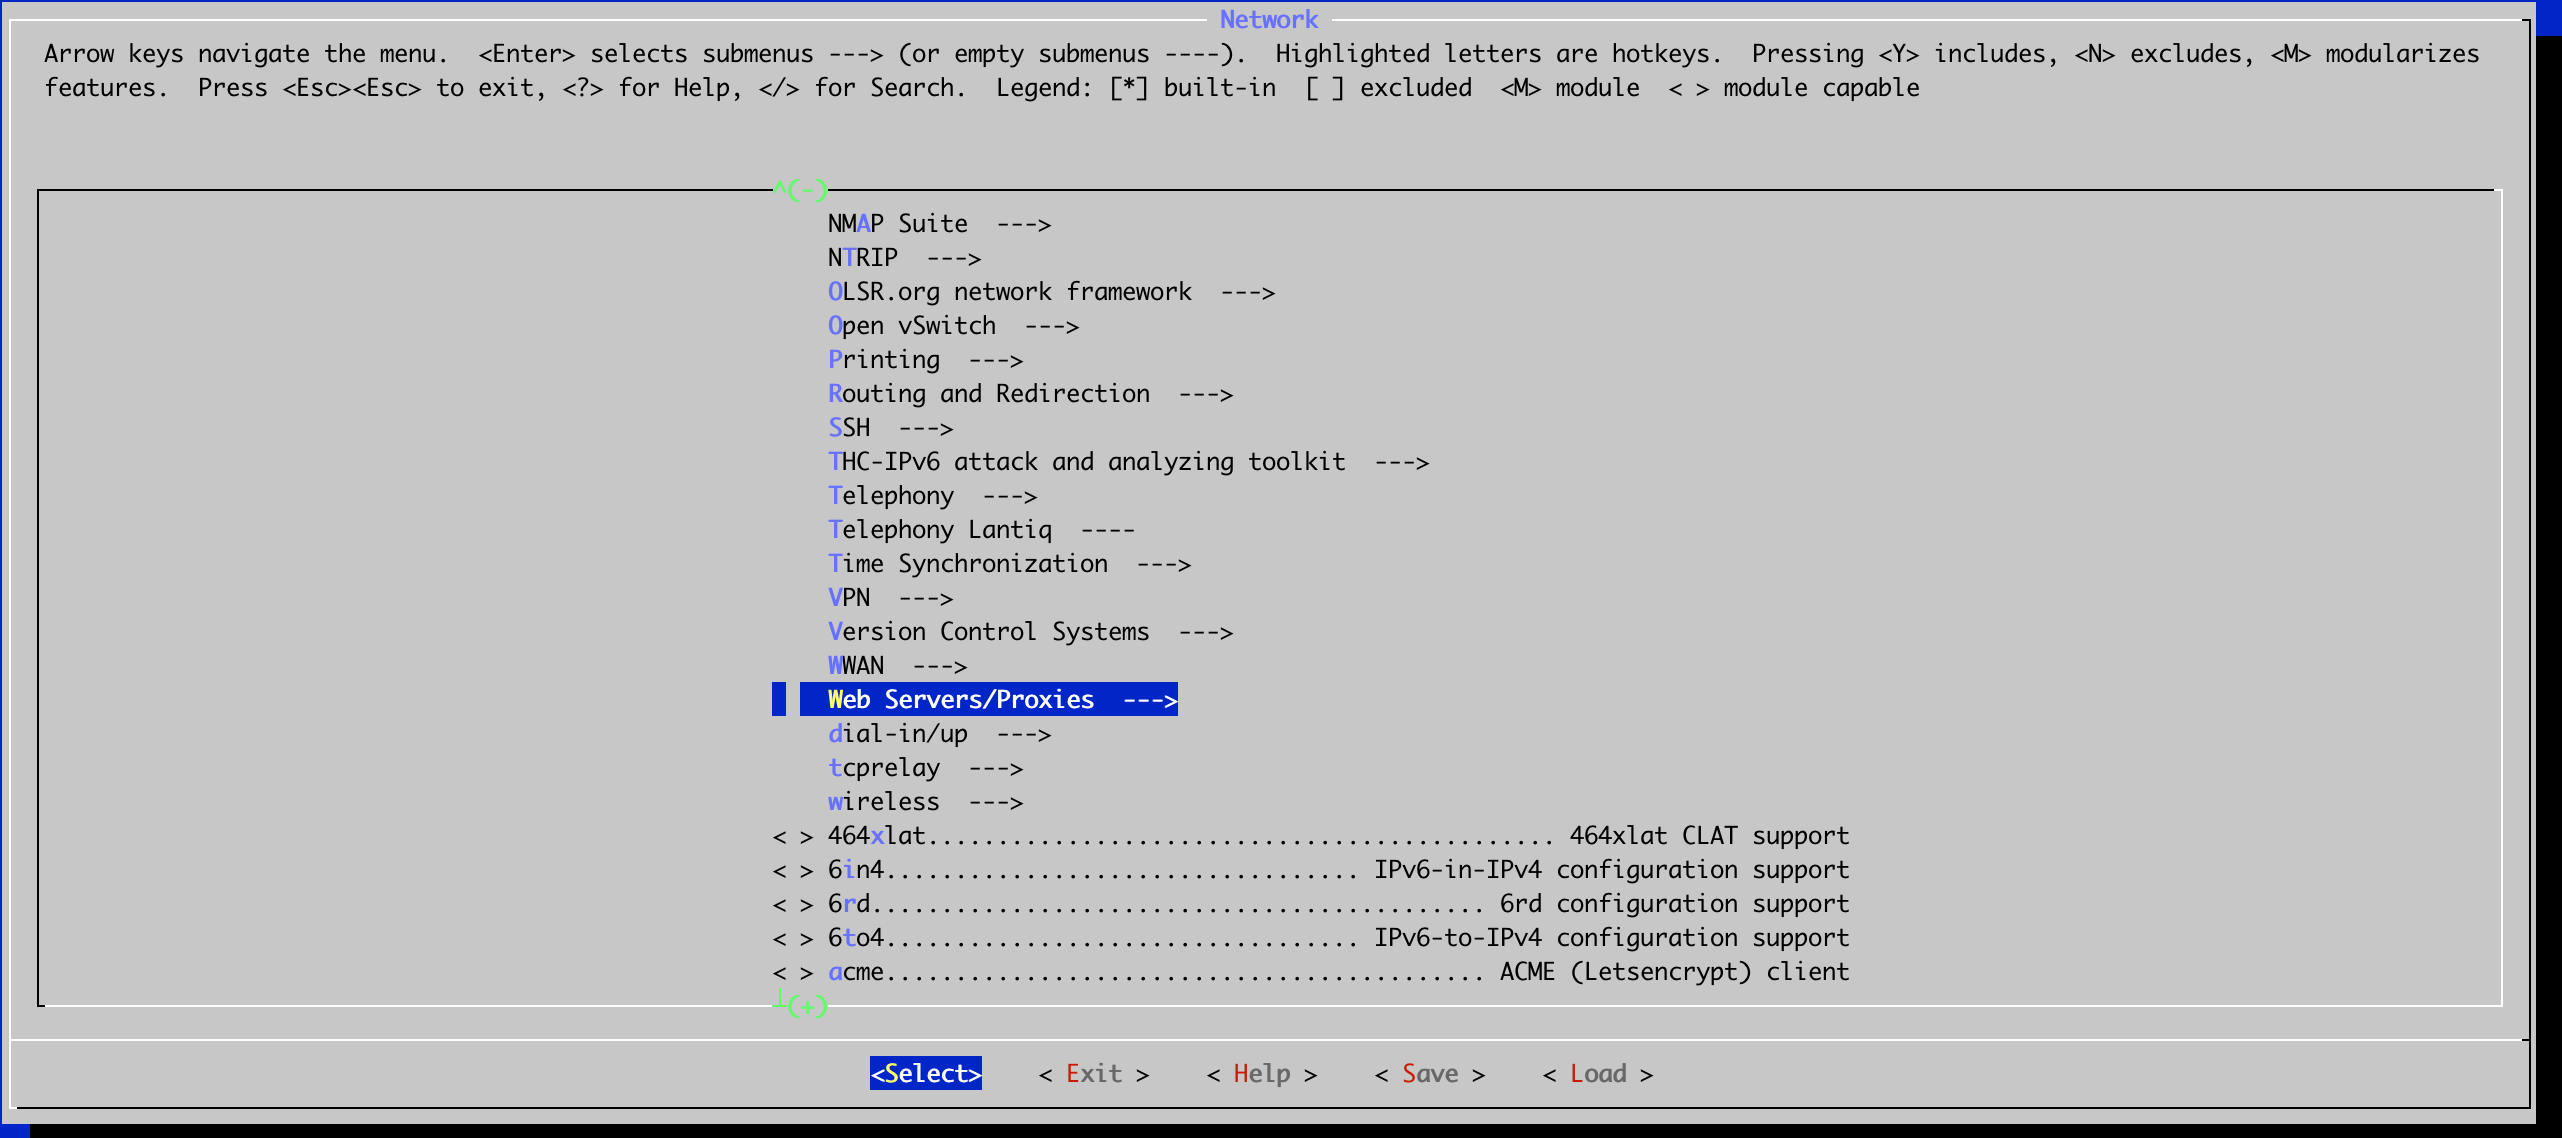 Network
Arrow keys navigate the menu.  <Enter> selects submenus ---> (or empty submenus ----).  Highlighted letters are hotkeys.  Pressing <Y> includes, <N> excludes, <M> modularizes
features.  Press <Esc><Esc> to exit, <?> for Help, </> for Search.  Legend: [*] built-in  [ ] excluded  <M> module  < > module capable
^(-)
NMAP Suite  --->
NTRIP  --->
OLSR.org network framework  --->
Open vSwitch  --->
Printing  --->
Routing and Redirection  --->
SSH  --->
THC-IPv6 attack and analyzing toolkit  --->
Telephony  --->
Telephony Lantiq  ----
Time Synchronization  --->
VPN  --->
Version Control Systems  --->
WWAN  --->
Web Servers/Proxies  --->
dial-in/up  --->
tcprelay  --->
wireless  --->
< > 464xlat............................................. 464xlat CLAT support
< > 6in4.................................. IPv6-in-IPv4 configuration support
< > 6rd............................................ 6rd configuration support
< > 6to4.................................. IPv6-to-IPv4 configuration support
< > acme........................................... ACME (Letsencrypt) client
┴(+)
<Select>    < Exit >    < Help >    < Save >    < Load >